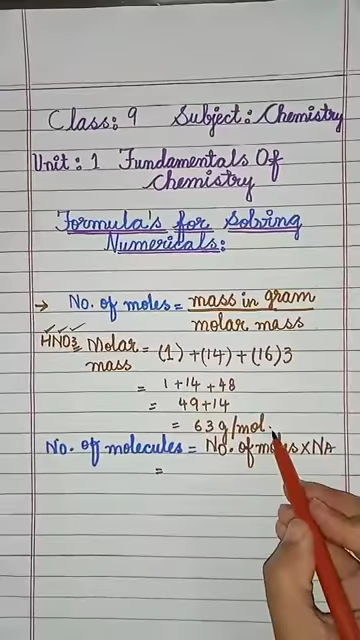 Class: 9 Subject: Chemistry
Unit: 1 Fundamentals Of
Chemistry
Formula's for Solving
Numericals:
→ No. of moles = mass in gram
molar mass
HNO3 Molar mass = (1) + (14) + (16)3
= 1 + 14 + 48
= 49 + 14
= 63 g/mol.
No. of molecules = No. of moles x NA
=